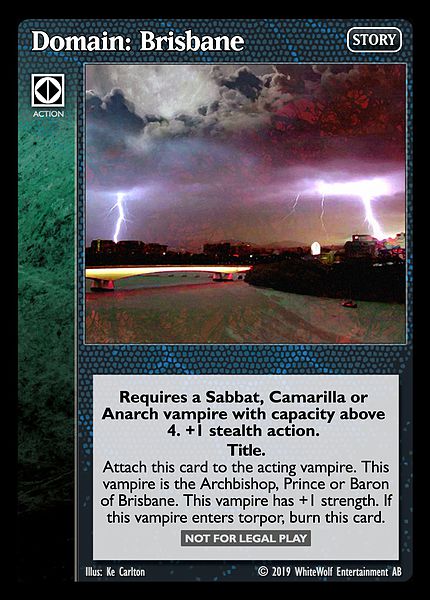 Domain: Brisbane
STORY
ACTION
Requires a Sabbat, Camarilla or
Anarch vampire with capacity above
4. +1 stealth action.
Title.
Attach this card to the acting vampire. This
vampire is the Archbishop, Prince or Baron
of Brisbane. This vampire has +1 strength. If
this vampire enters torpor, burn this card.
NOT FOR LEGAL PLAY
Illus: Ke Carlton
© 2019 WhiteWolf Entertainment AB